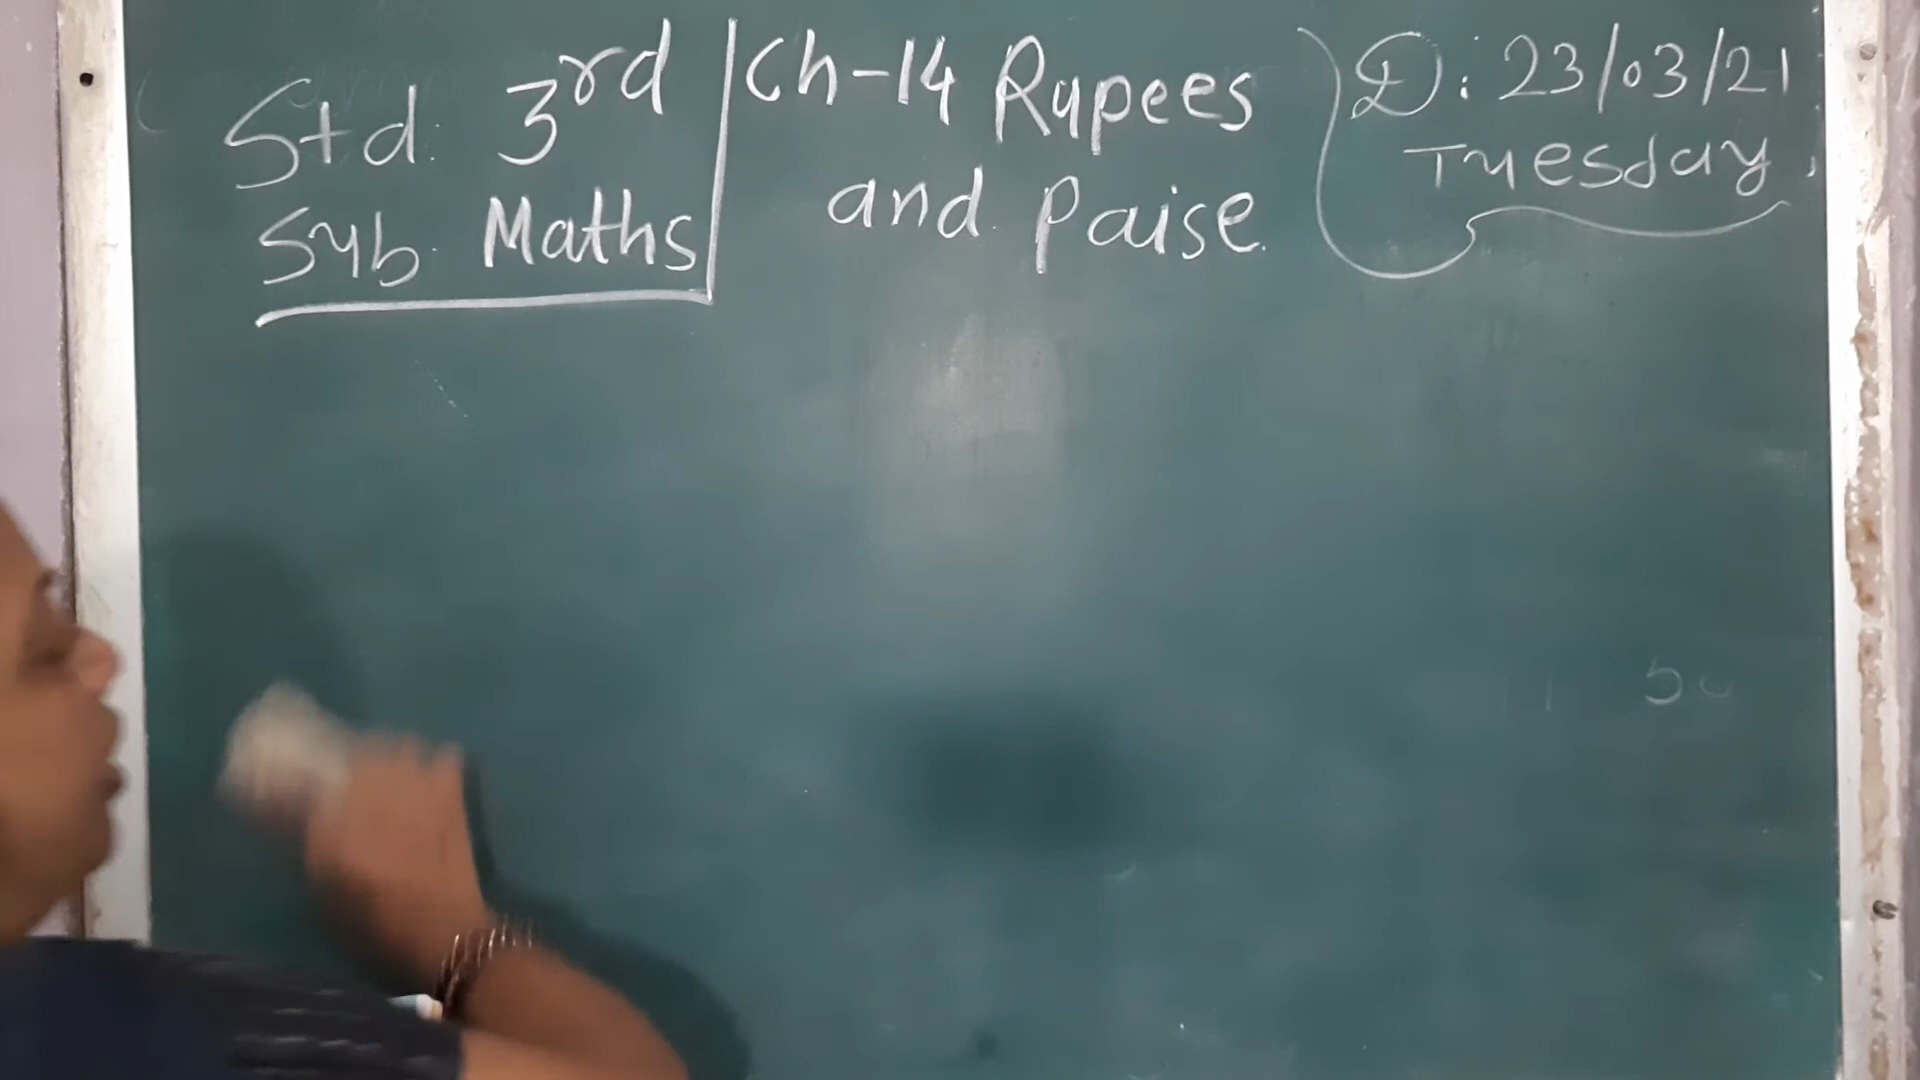 Std: 3rd
Sub. Maths
Ch-14 Rupees
and Paise.
D: 23/03/21
Tuesday,